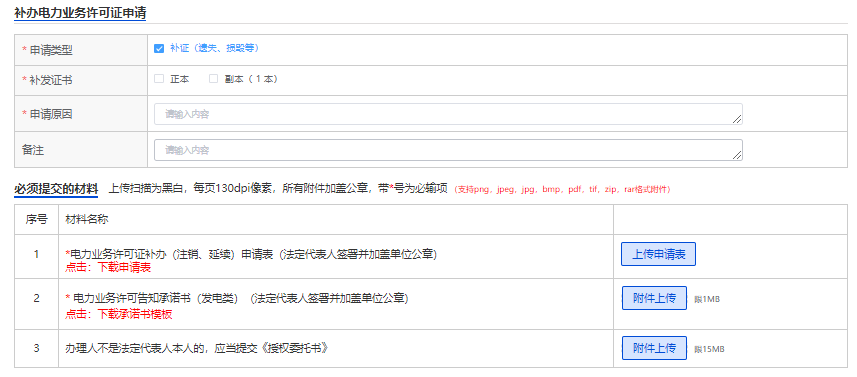 补办电力业务许可证申请
* 申请类型 补证（遗失、损毁等）
* 补发证书 正本 副本（ 1 本）
* 申请原因 请输入内容
备注 请输入内容
必须提交的材料 上传扫描为黑白，每页130dpi像素，所有附件加盖公章，带*号为必输项 （支持png，jpeg，jpg，bmp，pdf，tif，zip，rar格式附件）
序号 材料名称
1 *电力业务许可证补办（注销、延续）申请表（法定代表人签署并加盖单位公章） 上传申请表
点击：下载申请表
2 * 电力业务许可告知承诺书（发电类）（法定代表人签署并加盖单位公章） 附件上传 限1MB
点击：下载承诺书模板
3 办理人不是法定代表人本人的，应当提交《授权委托书》 附件上传 限15MB